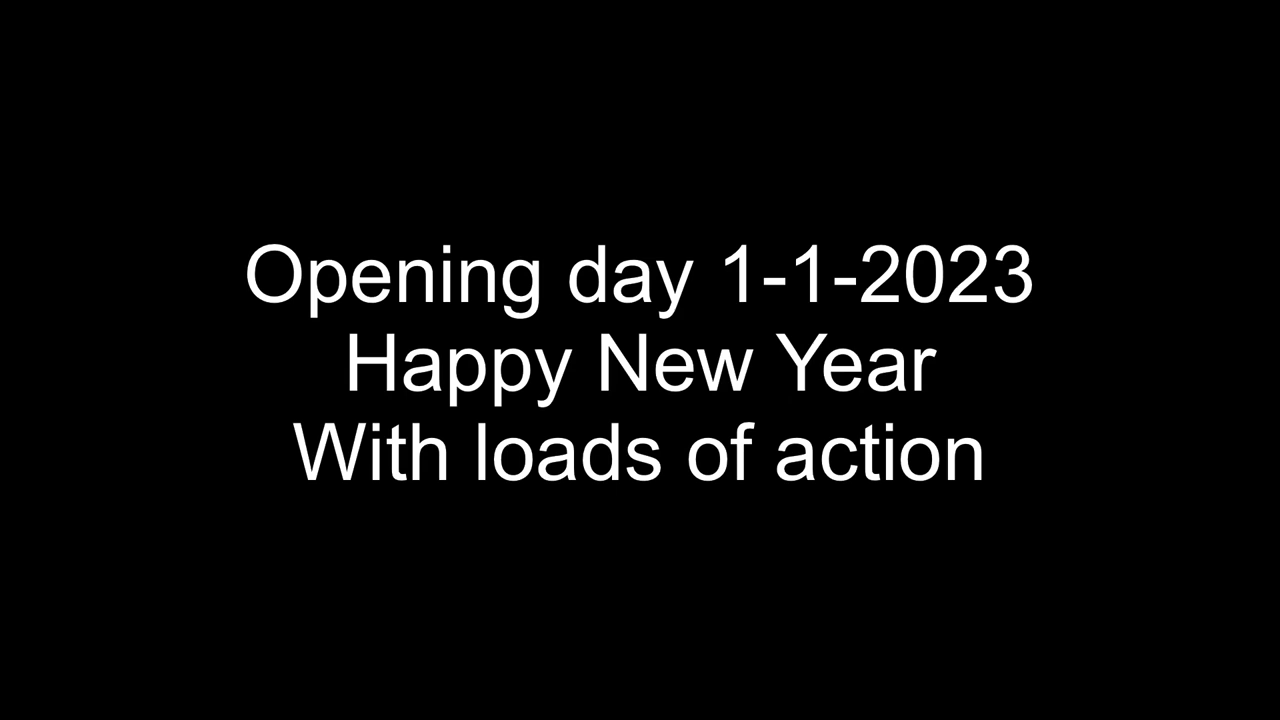 Opening day 1-1-2023
Happy New Year
With loads of action